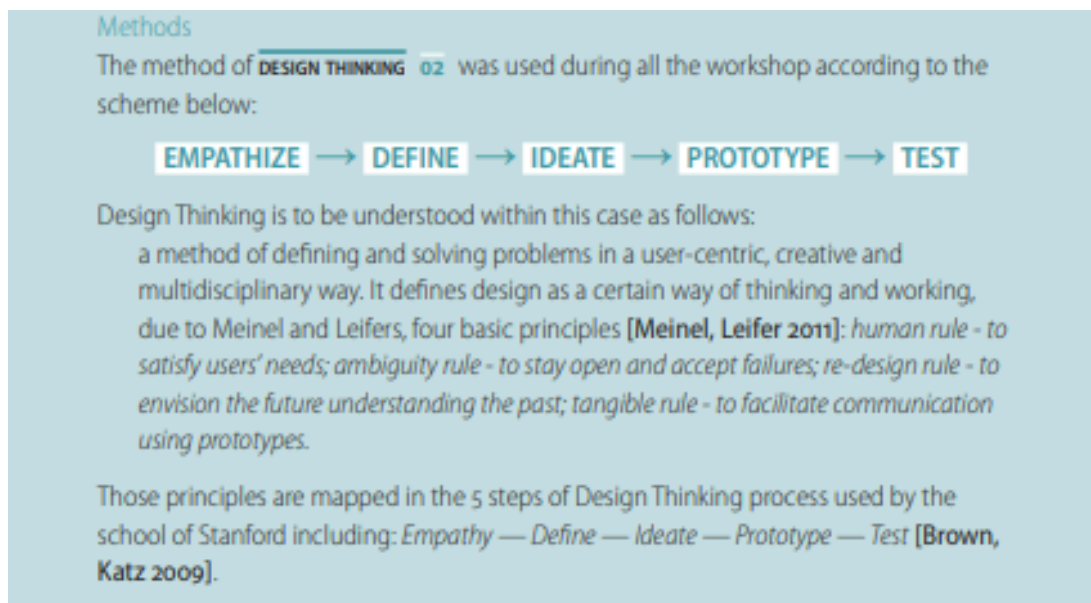 Methods
The method of DESIGN THINKING 02 was used during all the workshop according to the
scheme below:
EMPATHIZE → DEFINE → IDEATE → PROTOTYPE → TEST
Design Thinking is to be understood within this case as follows:
a method of defining and solving problems in a user-centric, creative and
multidisciplinary way. It defines design as a certain way of thinking and working,
due to Meinel and Leifers, four basic principles [Meinel, Leifer 2011]: human rule - to
satisfy users' needs; ambiguity rule - to stay open and accept failures; re-design rule - to
envision the future understanding the past; tangible rule - to facilitate communication
using prototypes.
Those principles are mapped in the 5 steps of Design Thinking process used by the
school of Stanford including: Empathy — Define — Ideate — Prototype — Test [Brown,
Katz 2009].